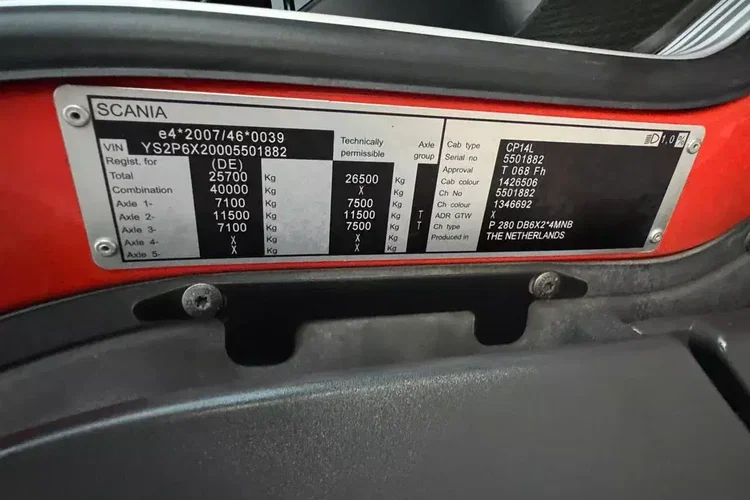 SCANIA
e4*2007/46*0039
VIN YS2P6X20005501882
Regist. for (DE) Technically permissible Axle group
Total 25700 Kg 26500 Kg
Combination 40000 Kg X Kg
Axle 1- 7100 Kg 7500 Kg
Axle 2- 11500 Kg 11500 Kg T
Axle 3- 7100 Kg 7500 Kg T
Axle 4- X Kg X Kg
Axle 5- X Kg X Kg
Cab type CP14L
Serial no 5501882
Approval T 068 Fh
Cab colour 1426506
Ch No 5501882
Ch colour 1346692
ADR GTW X
Ch type P 280 DB6X2*4MNB
Produced in THE NETHERLANDS
1,0 %